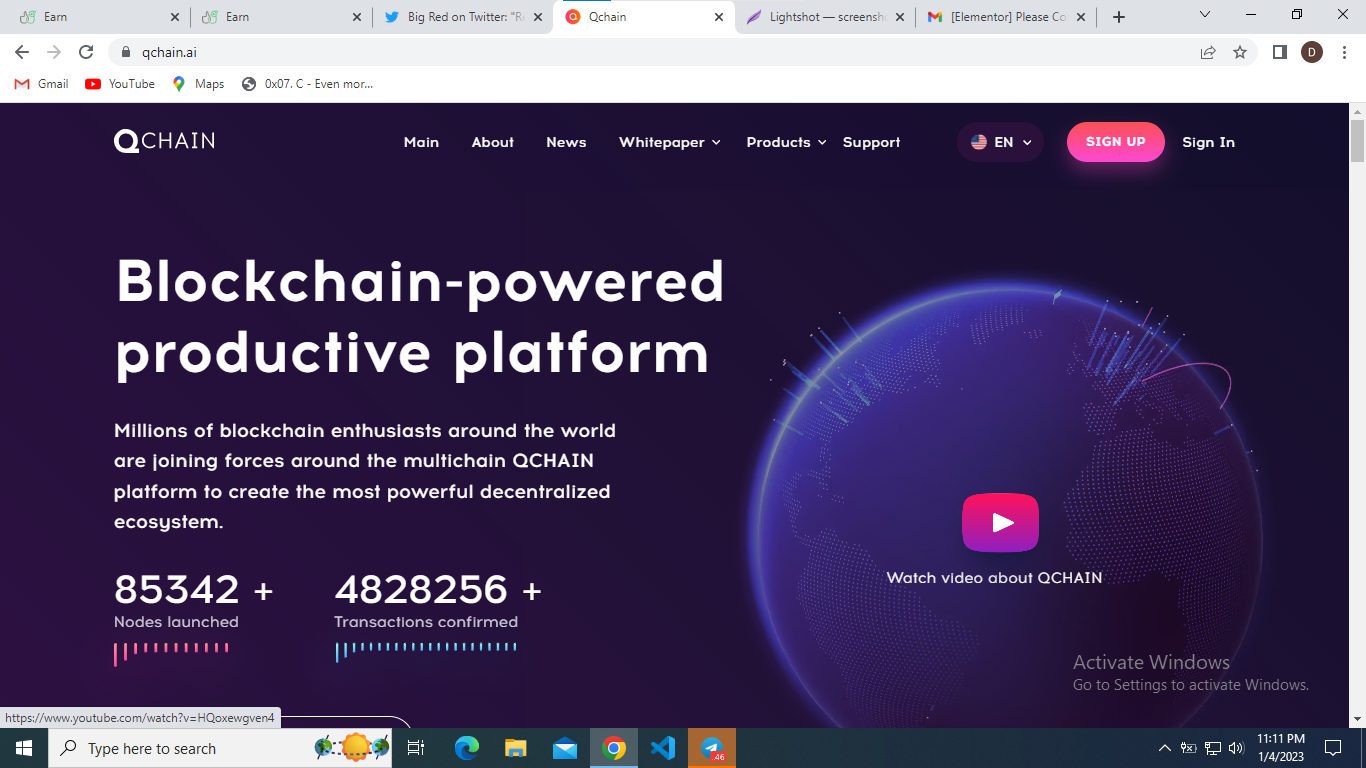 Earn
Earn
Big Red on Twitter: "Re
Qchain
Lightshot — screensho
[Elementor] Please Co
qchain.ai
D
Gmail
YouTube
Maps
0x07. C - Even mor...
QCHAIN
Main
About
News
Whitepaper
Products
Support
EN
SIGN UP
Sign In
Blockchain-powered
productive platform
Millions of blockchain enthusiasts around the world
are joining forces around the multichain QCHAIN
platform to create the most powerful decentralized
ecosystem.
85342 +
4828256 +
Nodes launched
Transactions confirmed
Watch video about QCHAIN
Activate Windows
Go to Settings to activate Windows.
https://www.youtube.com/watch?v=HQoxewgven4
Type here to search
46
11:11 PM
1/4/2023